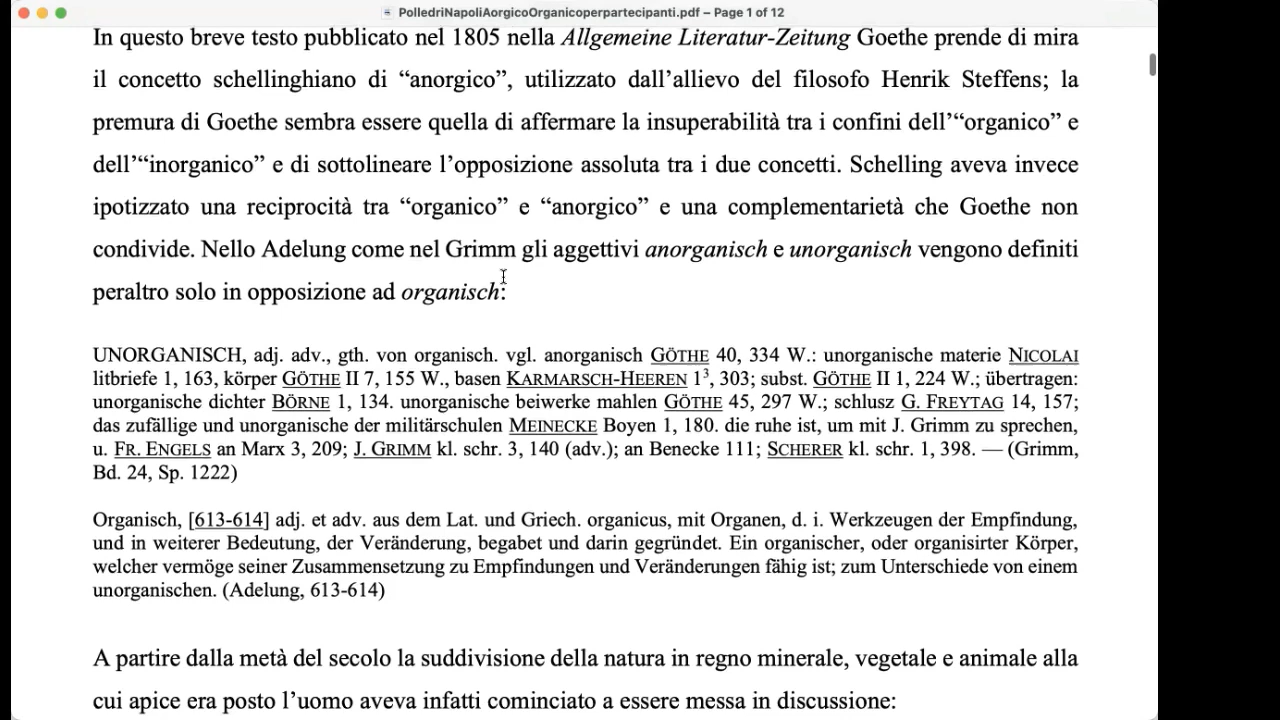 PolledriNapoliAorgicoOrganicoperpartecipanti.pdf – Page 1 of 12
In questo breve testo pubblicato nel 1805 nella Allgemeine Literatur-Zeitung Goethe prende di mira
il concetto schellinghiano di “anorgico”, utilizzato dall’allievo del filosofo Henrik Steffens; la
premura di Goethe sembra essere quella di affermare la insuperabilità tra i confini dell’“organico” e
dell’“inorganico” e di sottolineare l’opposizione assoluta tra i due concetti. Schelling aveva invece
ipotizzato una reciprocità tra “organico” e “anorgico” e una complementarietà che Goethe non
condivide. Nello Adelung come nel Grimm gli aggettivi anorganisch e unorganisch vengono definiti
peraltro solo in opposizione ad organisch:
UNORGANISCH, adj. adv., gth. von organisch. vgl. anorganisch GÖTHE 40, 334 W.: unorganische materie NICOLAI
litbriefe 1, 163, körper GÖTHE II 7, 155 W., basen KARMARSCH-HEEREN 1³, 303; subst. GÖTHE II 1, 224 W.; übertragen:
unorganische dichter BÖRNE 1, 134. unorganische beiwerke mahlen GÖTHE 45, 297 W.; schlusz G. FREYTAG 14, 157;
das zufällige und unorganische der militärschulen MEINECKE Boyen 1, 180. die ruhe ist, um mit J. Grimm zu sprechen,
u. FR. ENGELS an Marx 3, 209; J. GRIMM kl. schr. 3, 140 (adv.); an Benecke 111; SCHERER kl. schr. 1, 398. — (Grimm,
Bd. 24, Sp. 1222)
Organisch, [613-614] adj. et adv. aus dem Lat. und Griech. organicus, mit Organen, d. i. Werkzeugen der Empfindung,
und in weiterer Bedeutung, der Veränderung, begabet und darin gegründet. Ein organischer, oder organisirter Körper,
welcher vermöge seiner Zusammensetzung zu Empfindungen und Veränderungen fähig ist; zum Unterschiede von einem
unorganischen. (Adelung, 613-614)
A partire dalla metà del secolo la suddivisione della natura in regno minerale, vegetale e animale alla
cui apice era posto l’uomo aveva infatti cominciato a essere messa in discussione: